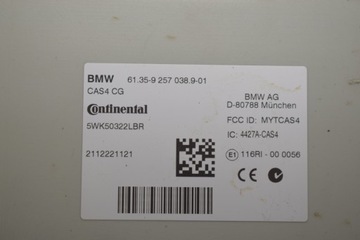 BMW 61.35-9 257 038.9-01
CAS4 CG
BMW AG
D-80788 München
Continental
FCC ID: MYTCAS4
5WK50322LBR
IC: 4427A-CAS4
2112221121
E1 116RI - 00 0056
CE